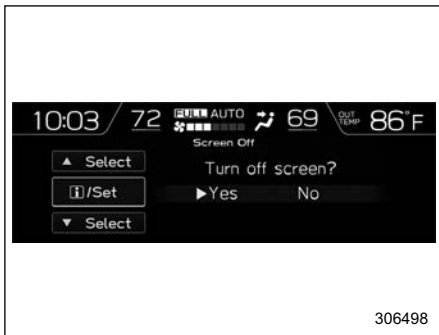 10:03 72 FULL AUTO 69 OUT TEMP 86°F
Screen Off
▲ Select
Turn off screen?
i/Set
▶Yes No
▼ Select
306498